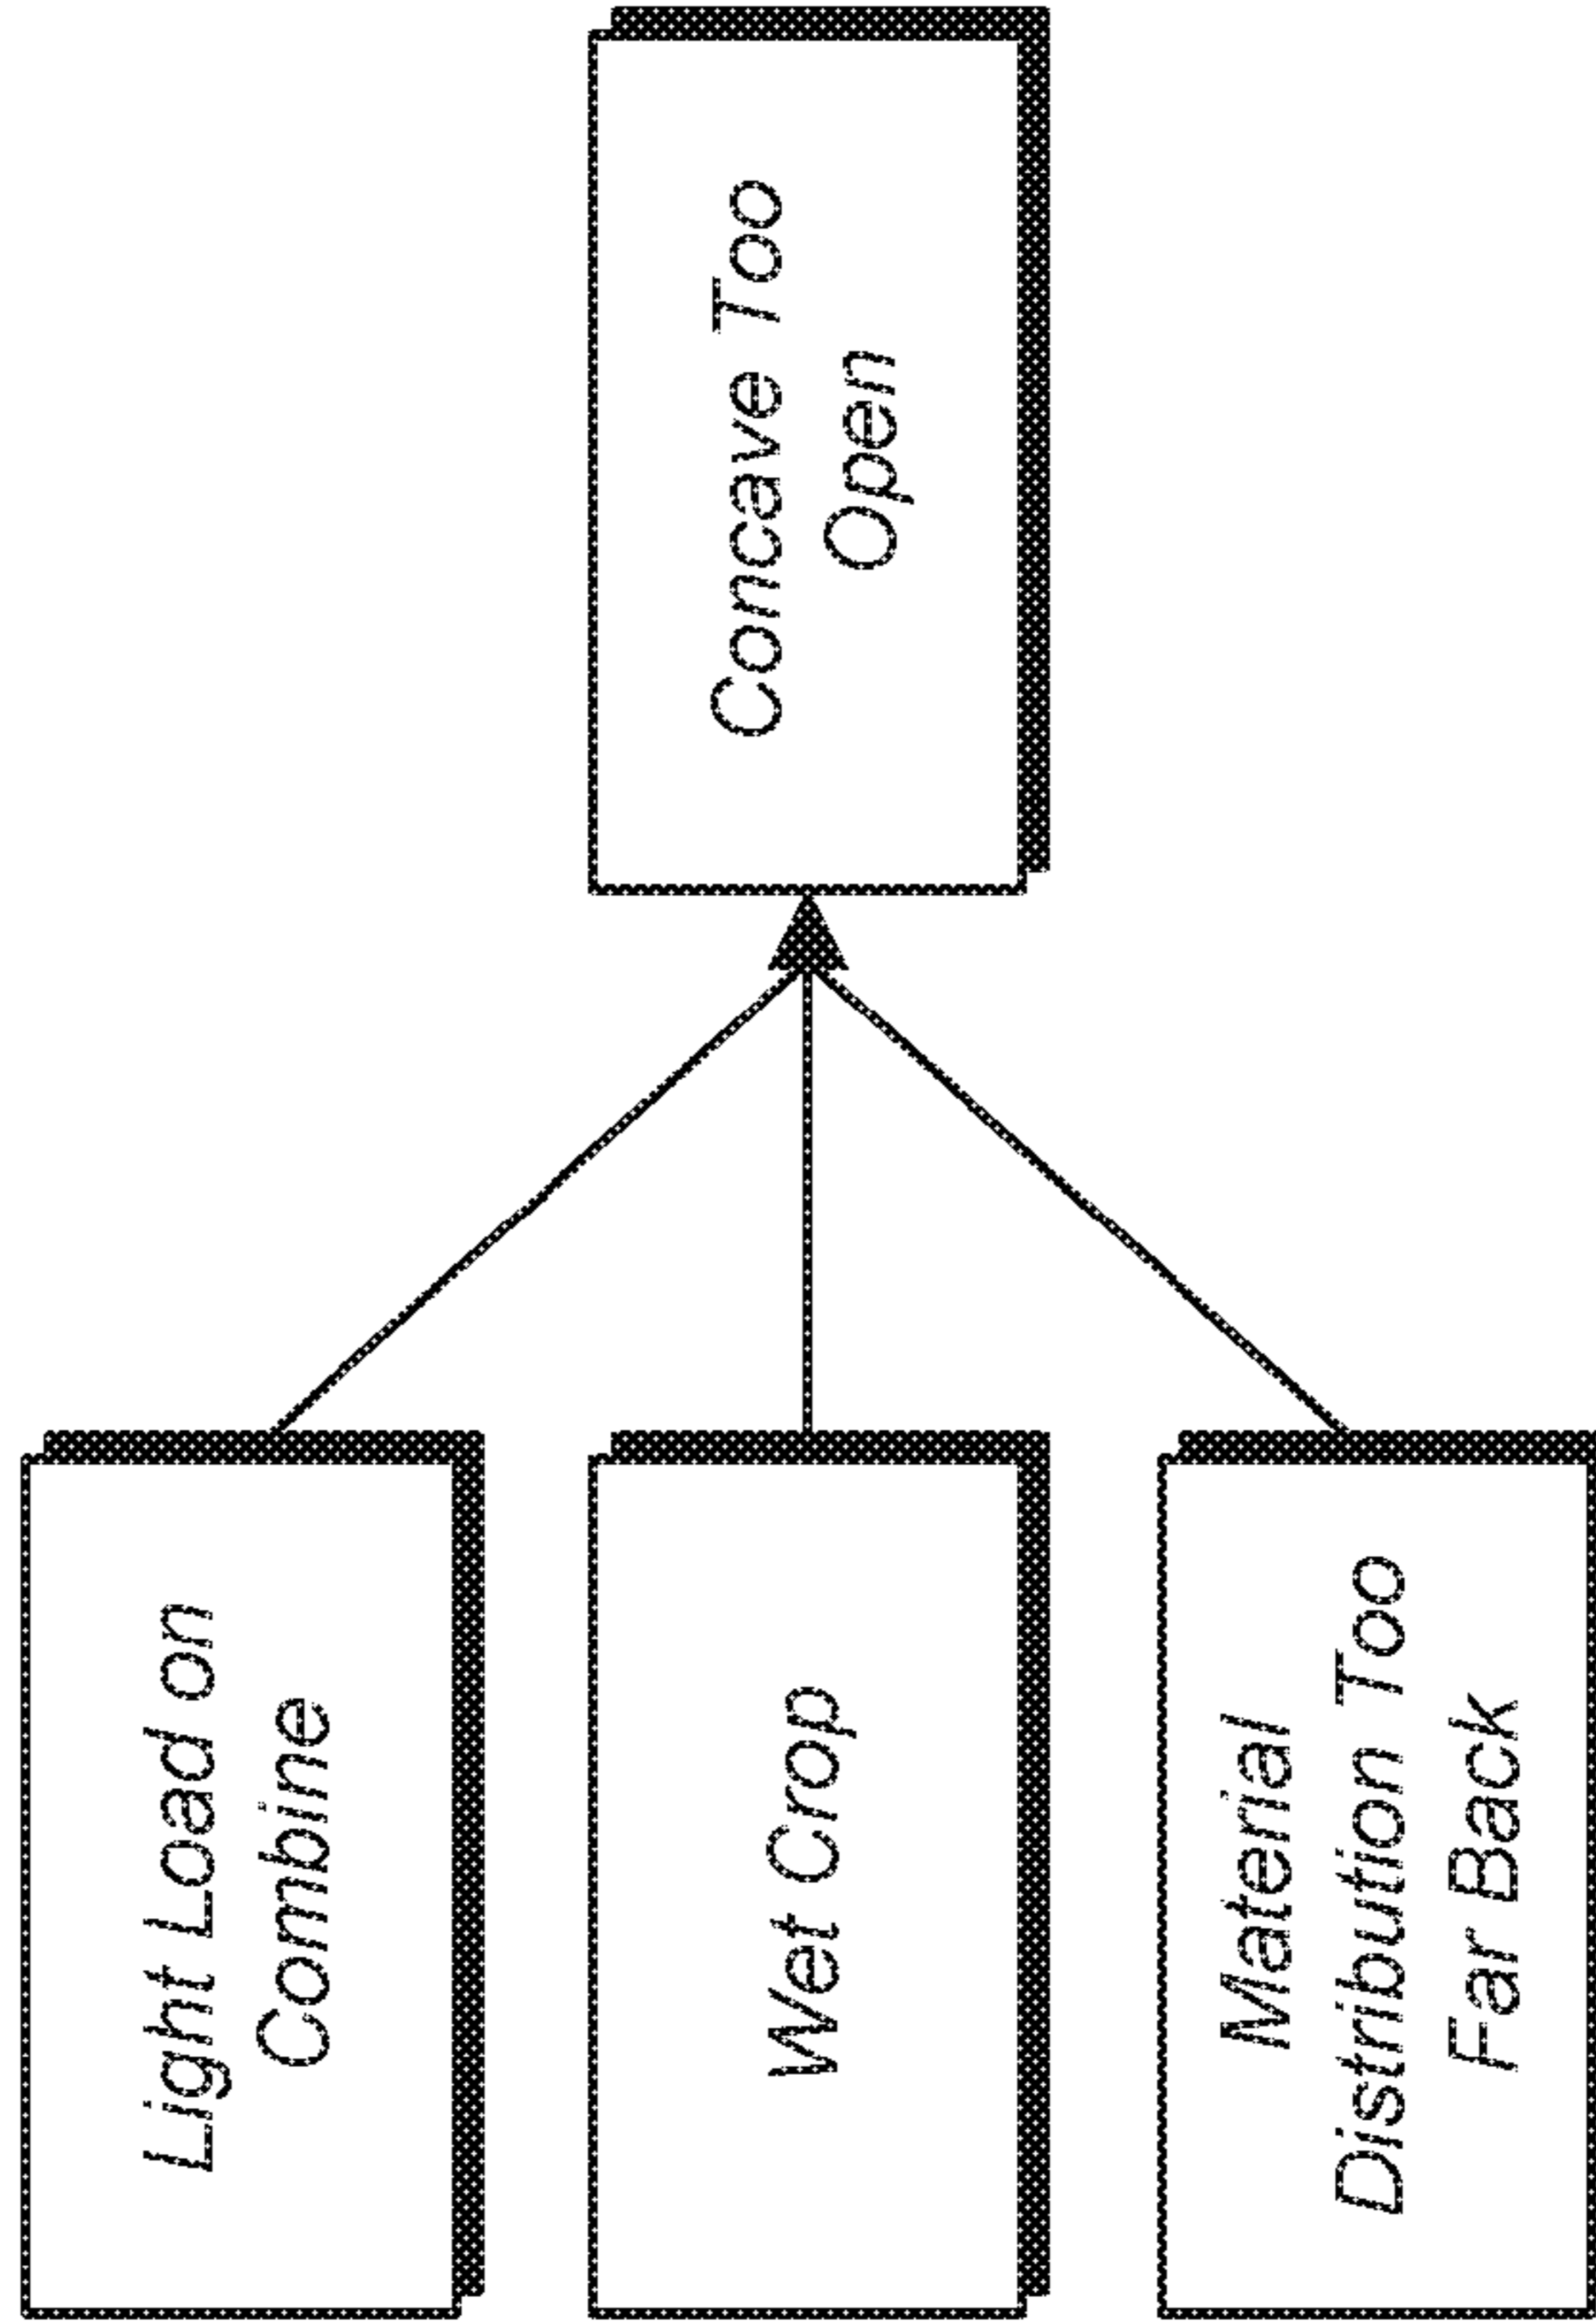 Light Load on
Combine
Wet Crop
Material
Distribution Too
Far Back
Concave Too
Open